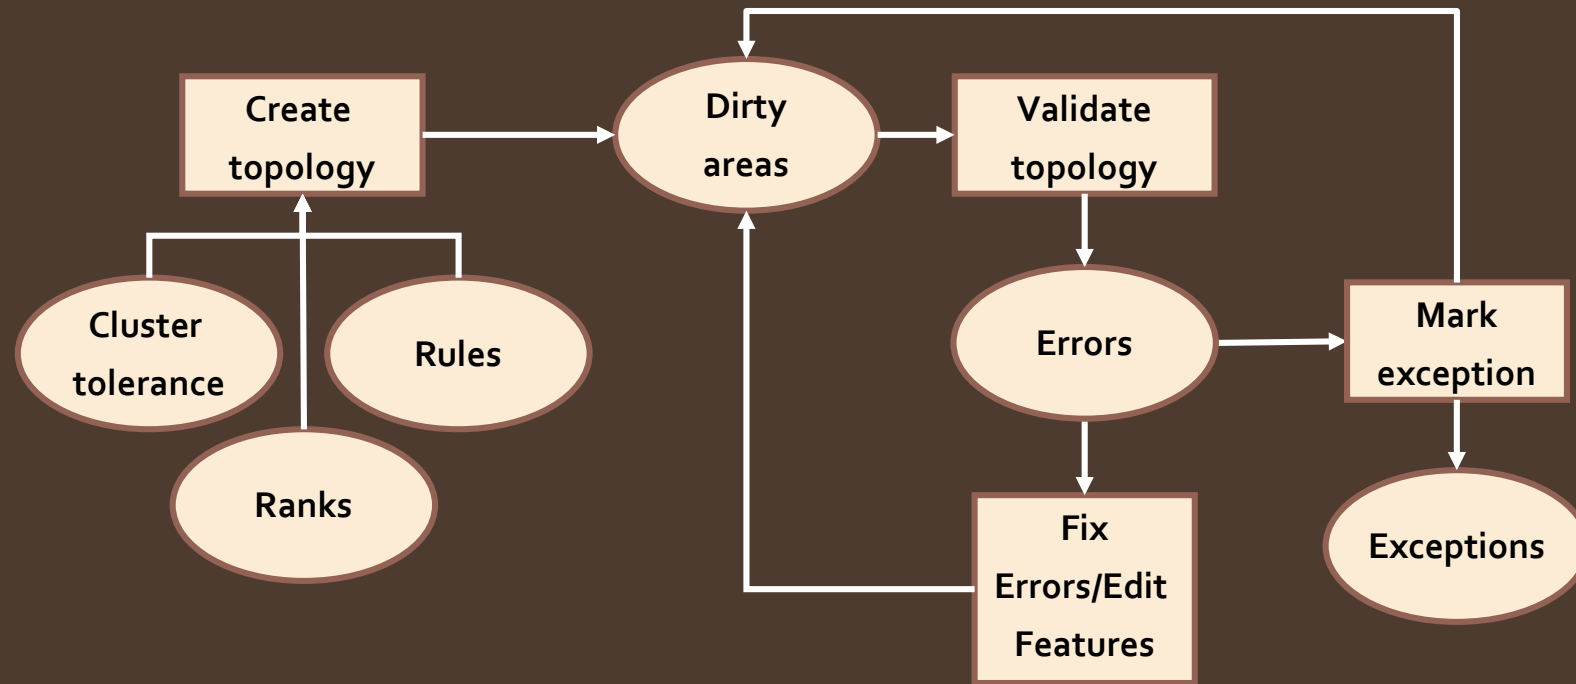 Create
topology
Dirty
areas
Validate
topology
Cluster
tolerance
Rules
Ranks
Errors
Mark
exception
Fix
Errors/Edit
Features
Exceptions